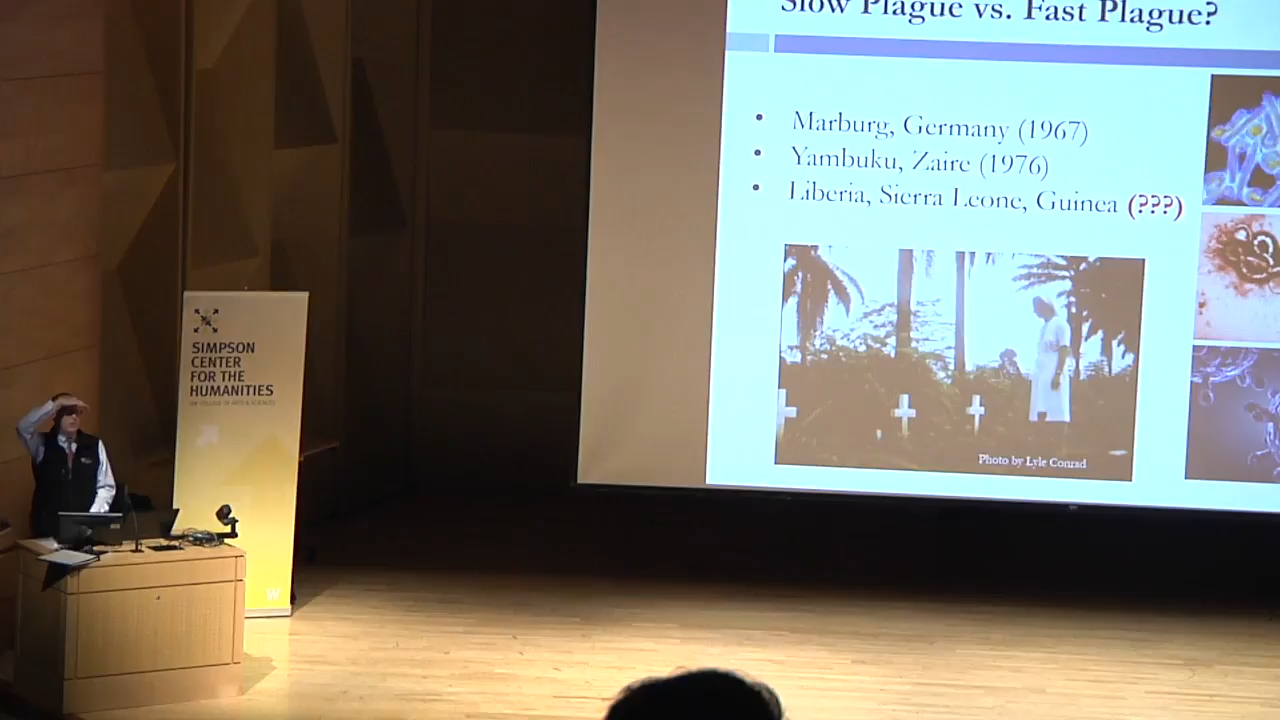 Slow Plague vs. Fast Plague?
• Marburg, Germany (1967)
• Yambuku, Zaire (1976)
• Liberia, Sierra Leone, Guinea (???)
Photo by Lyle Conrad
SIMPSON
CENTER
FOR THE
HUMANITIES
W